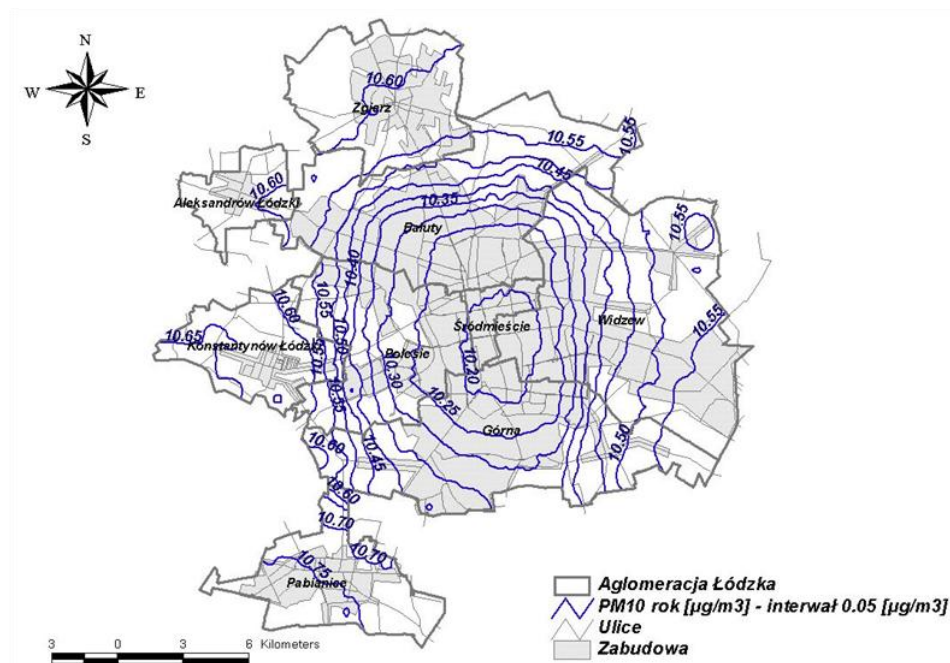 N
W
E
S
10.60
Zgierz
10.55
10.55
10.45
10.60
Aleksandrów Łódzki
10.35
Bałuty
10.55
10.40
10.60
10.55
10.55
10.65
Konstantynów Łódzki
10.50
Śródmieście
Widzew
Polesie
10.30
10.20
10.55
10.25
Górna
10.60
10.45
10.50
10.60
10.70
10.70
10.75
Pabianice
Aglomeracja Łódzka
PM10 rok [µg/m3] - interwał 0.05 [µg/m3]
Ulice
Zabudowa
3 0 3 6 Kilometers